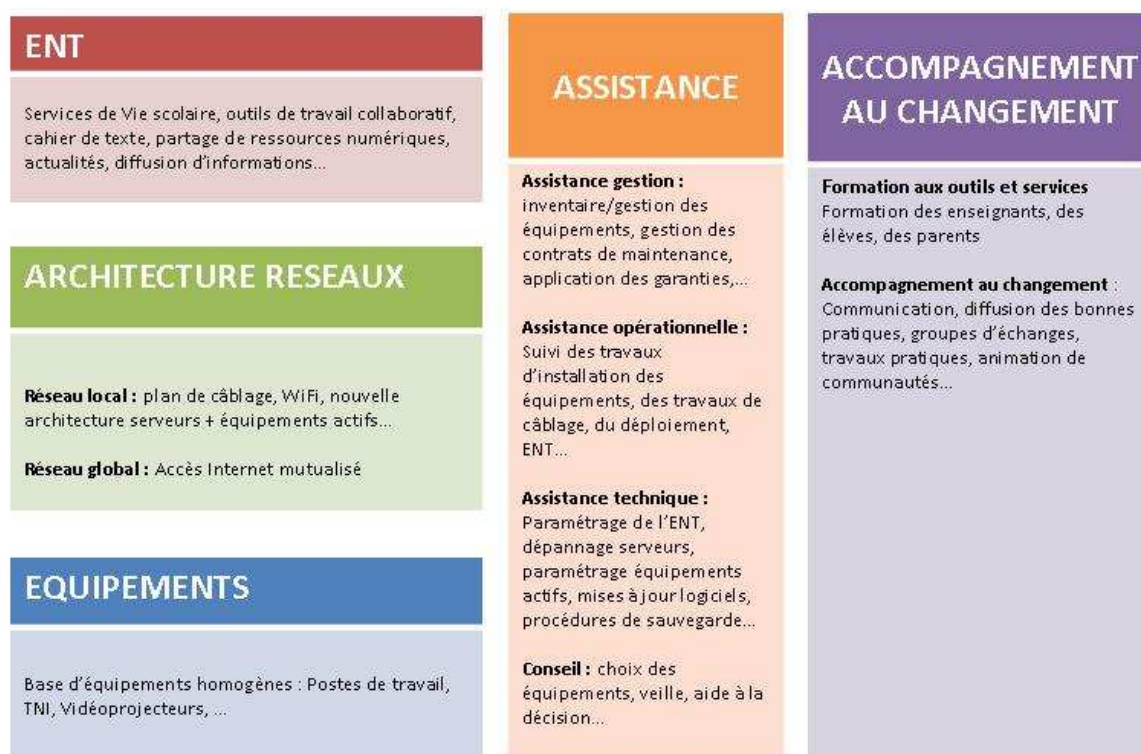 ENT
Services de Vie scolaire, outils de travail collaboratif,
cahier de texte, partage de ressources numériques,
actualités, diffusion d'informations...
ARCHITECTURE RESEAUX
Réseau local : plan de câblage, WiFi, nouvelle
architecture serveurs + équipements actifs...
Réseau global : Accès Internet mutualisé
EQUIPEMENTS
Base d'équipements homogènes : Postes de travail,
TNI, Vidéoprojecteurs, ...
ASSISTANCE
Assistance gestion :
inventaire/gestion des
équipements, gestion des
contrats de maintenance,
application des garanties,...
Assistance opérationnelle :
Suivi des travaux
d'installation des
équipements, des travaux de
câblage, du déploiement,
ENT...
Assistance technique :
Paramétrage de l'ENT,
dépannage serveurs,
paramétrage équipements
actifs, mises à jour logiciels,
procédures de sauvegarde...
Conseil : choix des
équipements, veille, aide à la
décision...
ACCOMPAGNEMENT
AU CHANGEMENT
Formation aux outils et services
Formation des enseignants, des
élèves, des parents
Accompagnement au changement :
Communication, diffusion des bonnes
pratiques, groupes d'échanges,
travaux pratiques, animation de
communautés...